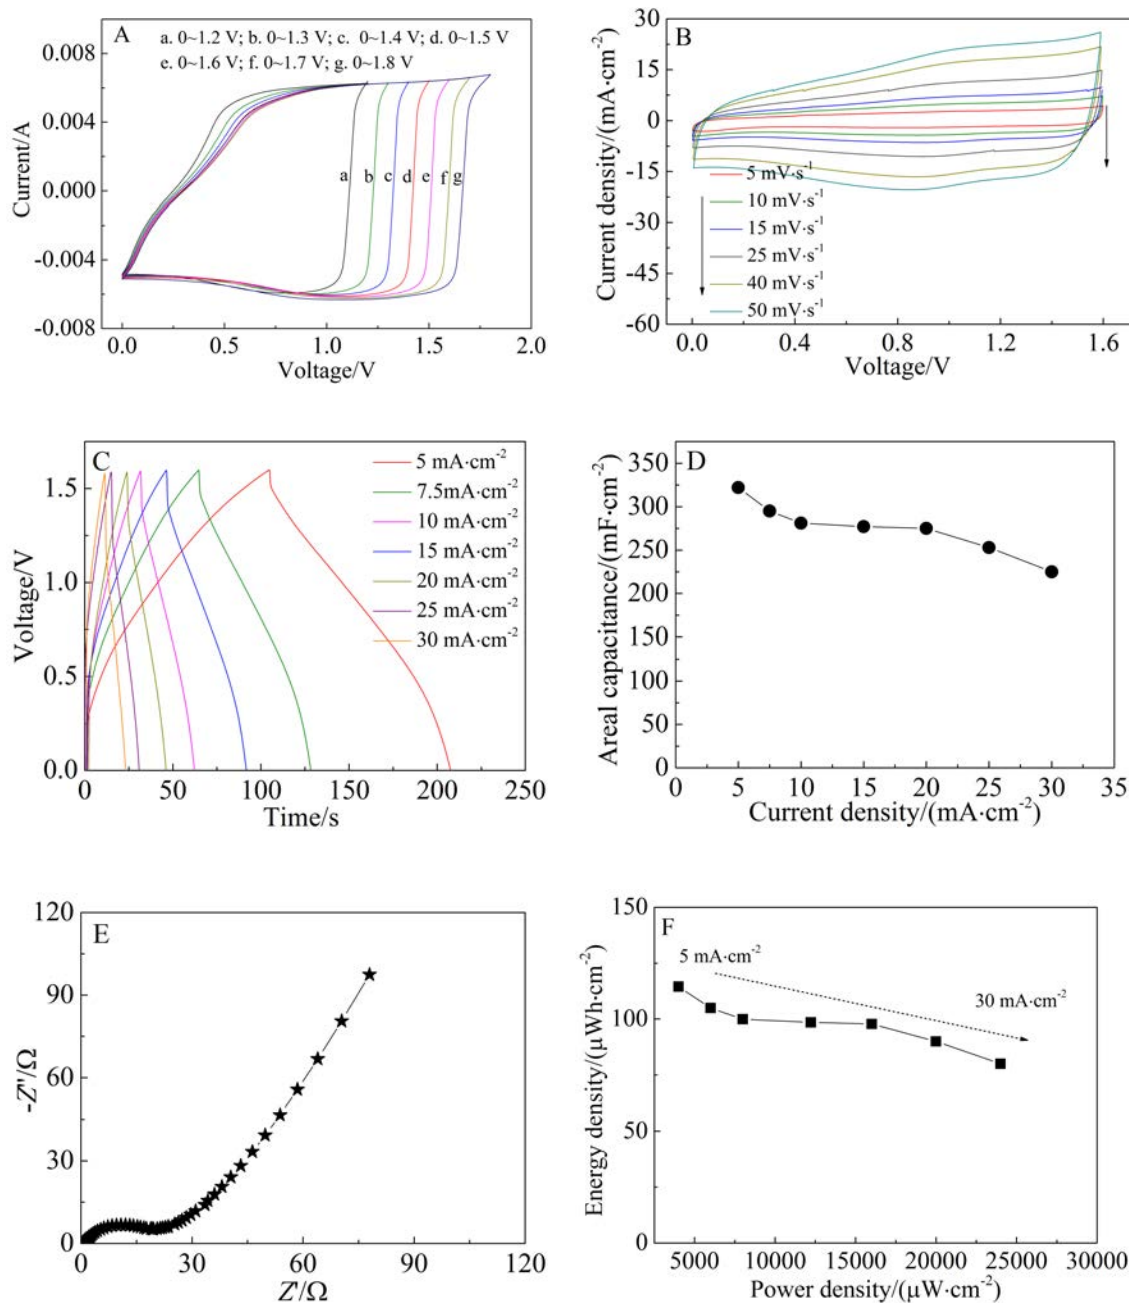 A
a. 0~1.2 V; b. 0~1.3 V; c. 0~1.4 V; d. 0~1.5 V
e. 0~1.6 V; f. 0~1.7 V; g. 0~1.8 V
0.008
0.004
0.000
-0.004
-0.008
Current/A
a b c d e f g
0.0 0.5 1.0 1.5 2.0
Voltage/V
B
30
15
0
-15
-30
-45
-60
Current density/(mA·cm⁻²)
5 mV·s⁻¹
10 mV·s⁻¹
15 mV·s⁻¹
25 mV·s⁻¹
40 mV·s⁻¹
50 mV·s⁻¹
0.0 0.4 0.8 1.2 1.6
Voltage/V
C
1.5
1.0
0.5
0.0
Voltage/V
5 mA·cm⁻²
7.5mA·cm⁻²
10 mA·cm⁻²
15 mA·cm⁻²
20 mA·cm⁻²
25 mA·cm⁻²
30 mA·cm⁻²
0 50 100 150 200 250
Time/s
D
350
300
250
200
150
100
50
0
Areal capacitance/(mF·cm⁻²)
0 5 10 15 20 25 30 35
Current density/(mA·cm⁻²)
E
120
90
60
30
0
-Z''/Ω
0 30 60 90 120
Z'/Ω
F
150
100
50
0
Energy density/(μWh·cm⁻²)
5 mA·cm⁻²
30 mA·cm⁻²
5000 10000 15000 20000 25000 30000
Power density/(μW·cm⁻²)